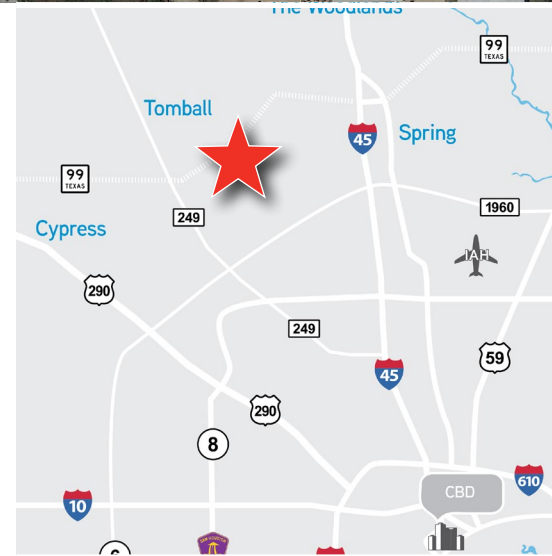 The Woodlands
99
TEXAS
Tomball
45
Spring
99
TEXAS
249
1960
Cypress
IAH
290
249
59
45
290
8
CBD
610
10
6